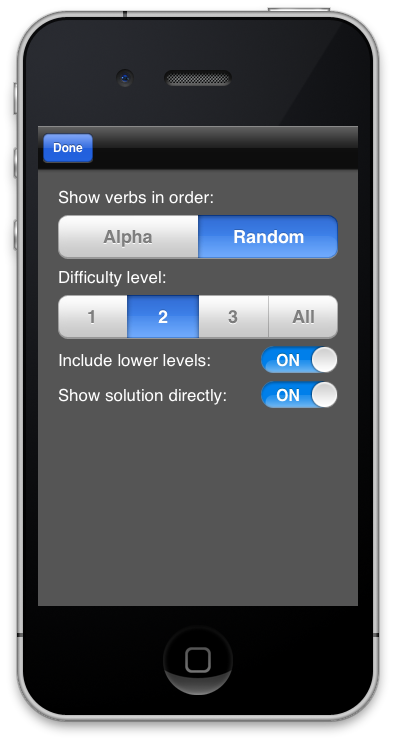 Done
Show verbs in order:
Alpha Random
Difficulty level:
1 2 3 All
Include lower levels: ON
Show solution directly: ON